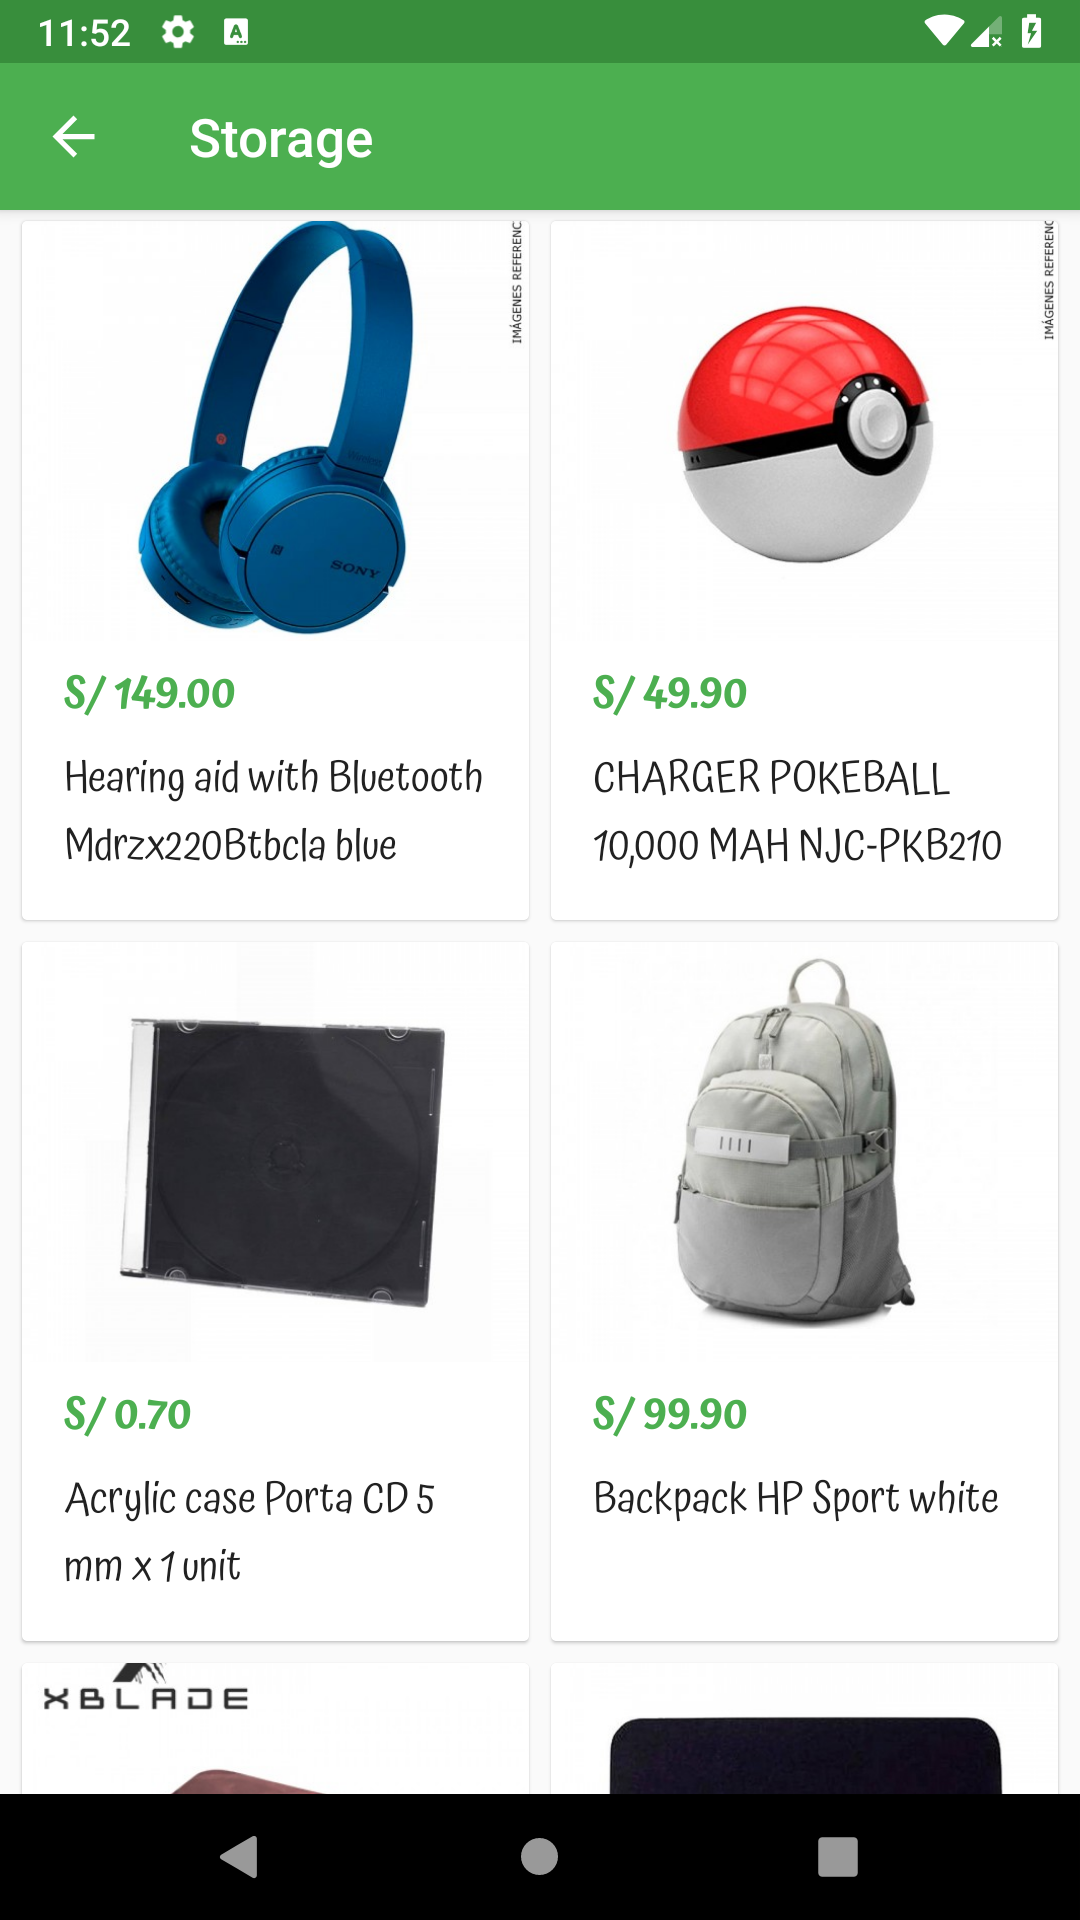 11:52
Storage
IMÁGENES REFERENC
SONY
S/ 149.00
Hearing aid with Bluetooth
Mdrzx220Btbcla blue
IMÁGENES REFERENC
S/ 49.90
CHARGER POKEBALL
10,000 MAH NJC-PKB210
S/ 0.70
Acrylic case Porta CD 5
mm x 1 unit
S/ 99.90
Backpack HP Sport white
XBLADE